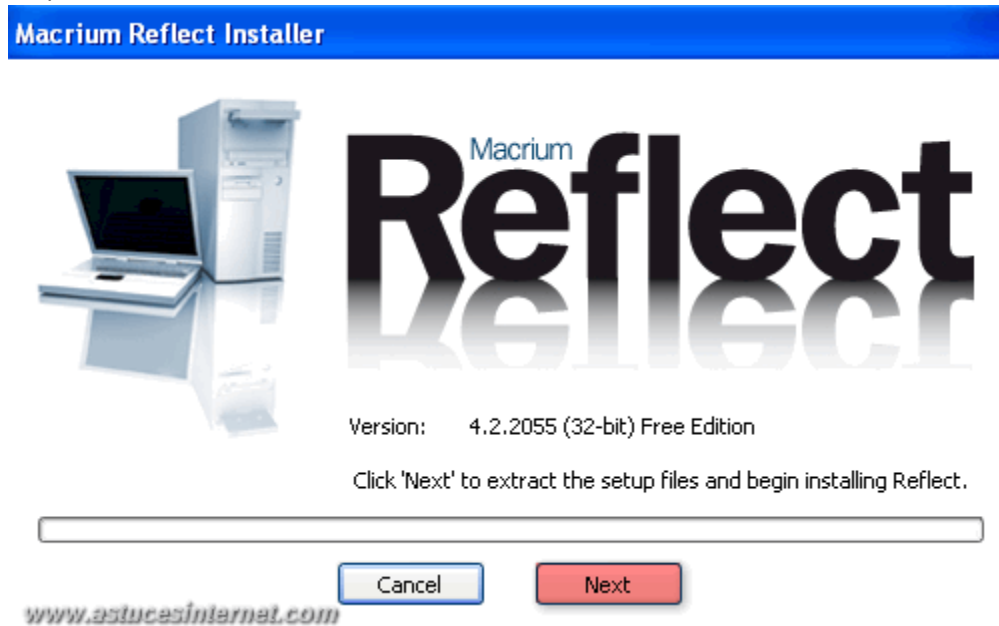 Macrium Reflect Installer
Macrium
Reflect
Version: 4.2.2055 (32-bit) Free Edition
Click 'Next' to extract the setup files and begin installing Reflect.
Cancel Next
www.astucesinternet.com